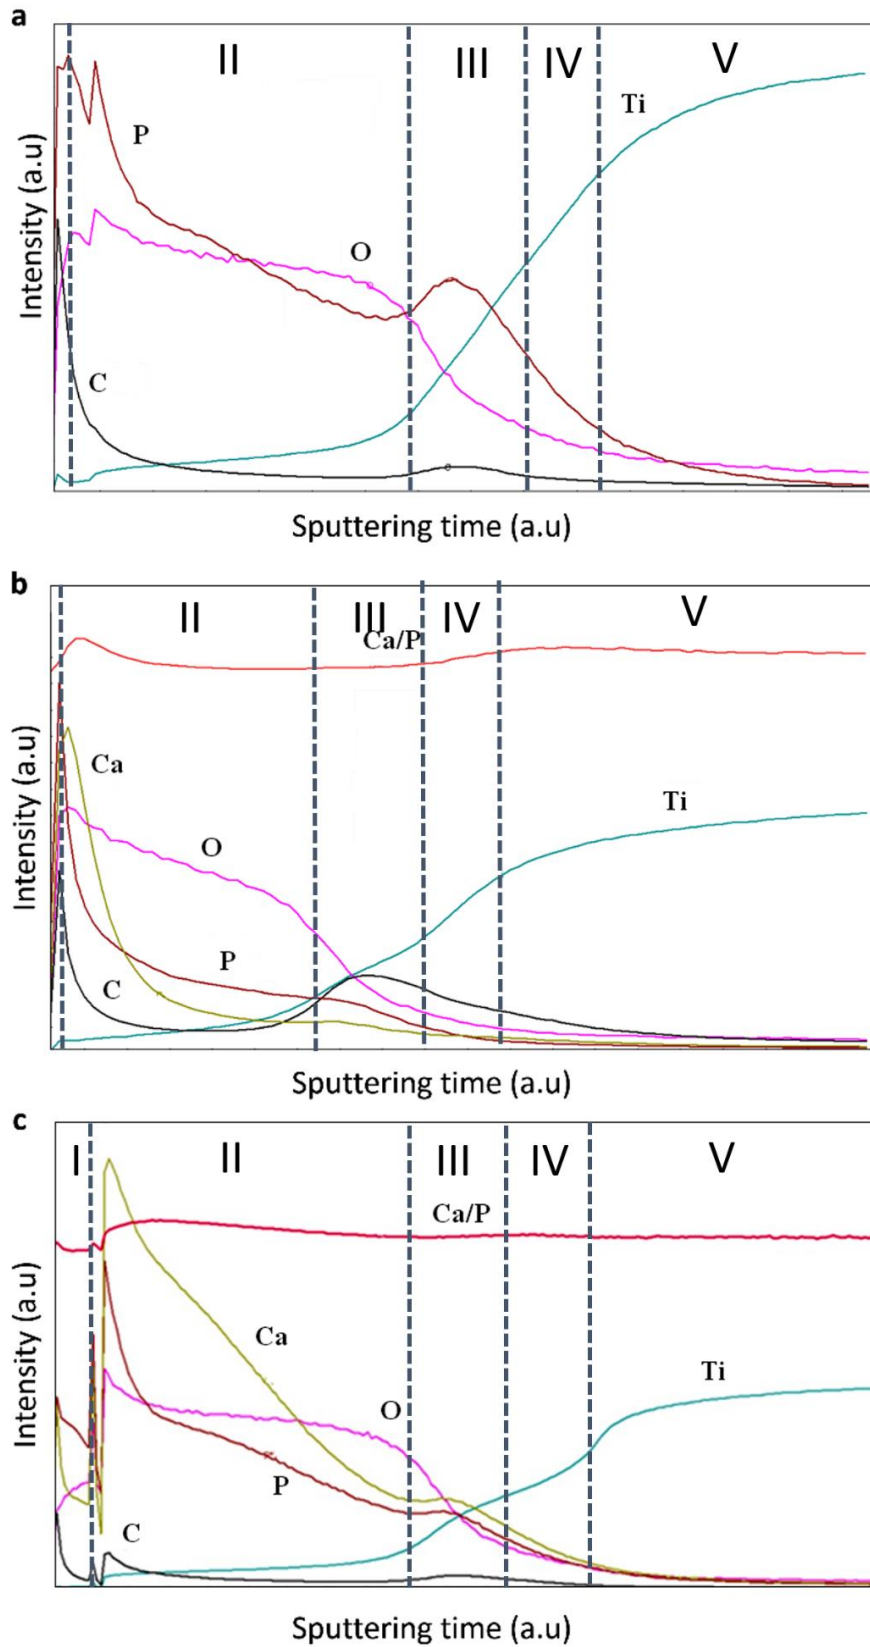 a
II III IV V
Ti
P
O
C
Intensity (a.u)
Sputtering time (a.u)
b
II III IV V
Ca/P
Ca
Ti
O
P
C
Intensity (a.u)
Sputtering time (a.u)
c
I II III IV V
Ca/P
Ca
Ti
O
P
C
Intensity (a.u)
Sputtering time (a.u)